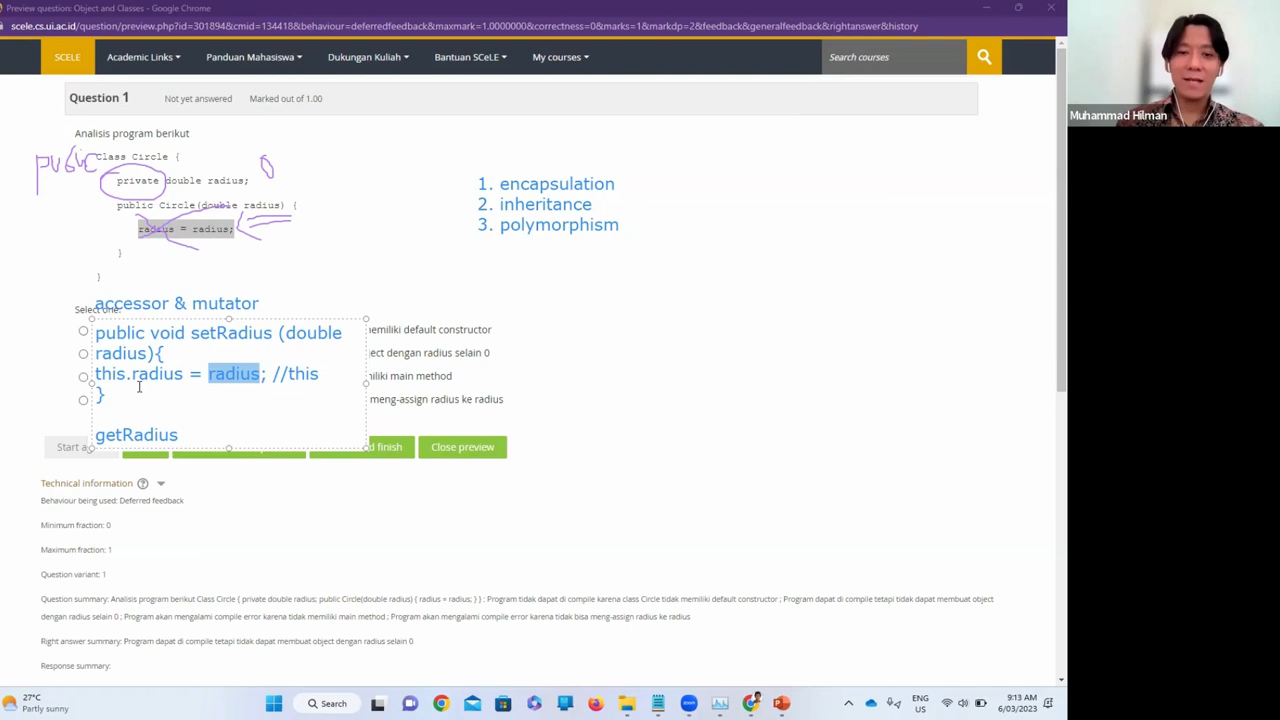 Preview question: Object and Classes - Google Chrome
scele.cs.ui.ac.id/question/preview.php?id=301894&cmid=134418&behaviour=deferredfeedback&maxmark=1.0000000&correctness=0&marks=1&markdp=2&feedback&generalfeedback&rightanswer&history
SCELE Academic Links Panduan Mahasiswa Dukungan Kuliah Bantuan SCeLE My courses Search courses
Question 1 Not yet answered Marked out of 1.00
Muhammad Hilman
Analisis program berikut
public Class Circle {
private double radius; 0
public Circle(double radius) {
radius = radius;
}
}
1. encapsulation
2. inheritance
3. polymorphism
accessor & mutator
Select one:
public void setRadius (double
radius){
this.radius = radius; //this
}
getRadius
memiliki default constructor
ject dengan radius selain 0
miliki main method
meng-assign radius ke radius
Start ag d finish Close preview
Technical information
Behaviour being used: Deferred feedback
Minimum fraction: 0
Maximum fraction: 1
Question variant: 1
Question summary: Analisis program berikut Class Circle { private double radius; public Circle(double radius) { radius = radius; } } : Program tidak dapat di compile karena class Circle tidak memiliki default constructor ; Program dapat di compile tetapi tidak dapat membuat object
dengan radius selain 0 ; Program akan mengalami compile error karena tidak memiliki main method ; Program akan mengalami compile error karena tidak bisa meng-assign radius ke radius
Right answer summary: Program dapat di compile tetapi tidak dapat membuat object dengan radius selain 0
Response summary:
27°C
Partly sunny
Search
ENG
US
9:13 AM
6/03/2023